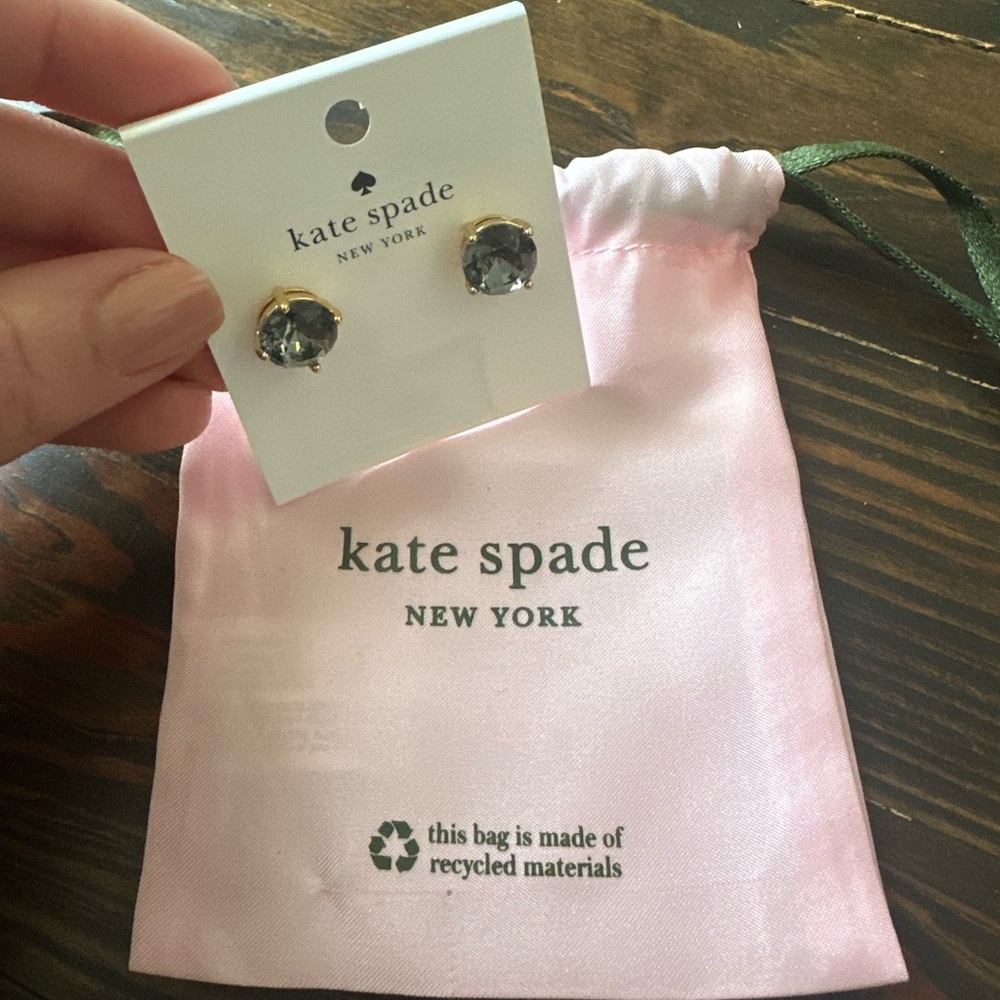 kate spade
NEW YORK
kate spade
NEW YORK
this bag is made of
recycled materials